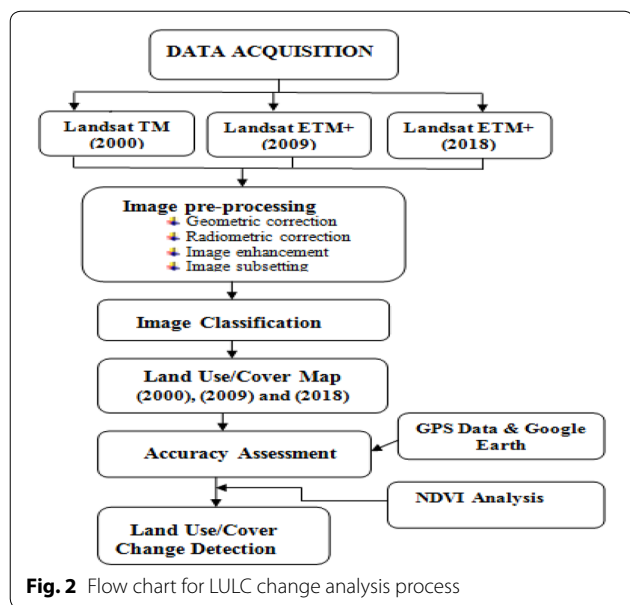 DATA ACQUISITION
Landsat TM
(2000)
Landsat ETM+
(2009)
Landsat ETM+
(2018)
Image pre-processing
Geometric correction
Radiometric correction
Image enhancement
Image subsetting
Image Classification
Land Use/Cover Map
(2000), (2009) and (2018)
GPS Data & Google
Earth
Accuracy Assessment
NDVI Analysis
Land Use/Cover
Change Detection
Fig. 2 Flow chart for LULC change analysis process